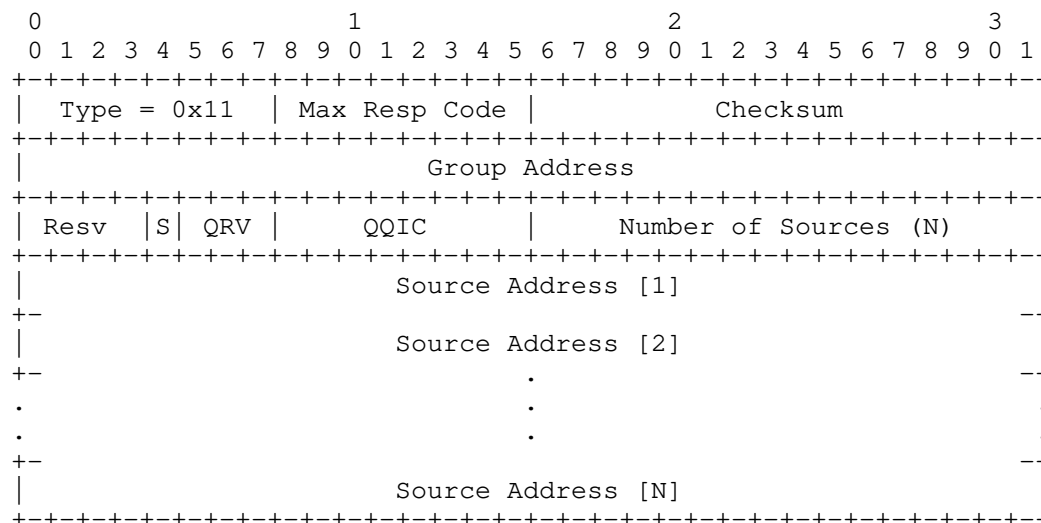 0                   1                   2                   3
 0 1 2 3 4 5 6 7 8 9 0 1 2 3 4 5 6 7 8 9 0 1 2 3 4 5 6 7 8 9 0 1
+-+-+-+-+-+-+-+-+-+-+-+-+-+-+-+-+-+-+-+-+-+-+-+-+-+-+-+-+-+-+-+--
|  Type = 0x11  | Max Resp Code |           Checksum
+-+-+-+-+-+-+-+-+-+-+-+-+-+-+-+-+-+-+-+-+-+-+-+-+-+-+-+-+-+-+-+--
|                         Group Address
+-+-+-+-+-+-+-+-+-+-+-+-+-+-+-+-+-+-+-+-+-+-+-+-+-+-+-+-+-+-+-+--
| Resv  |S| QRV |     QQIC      |     Number of Sources (N)
+-+-+-+-+-+-+-+-+-+-+-+-+-+-+-+-+-+-+-+-+-+-+-+-+-+-+-+-+-+-+-+--
|                       Source Address [1]
+-                                                             --
|                       Source Address [2]
+-                              .                              --
.                               .                               .
.                               .                               .
+-                                                             --
|                       Source Address [N]
+-+-+-+-+-+-+-+-+-+-+-+-+-+-+-+-+-+-+-+-+-+-+-+-+-+-+-+-+-+-+-+--